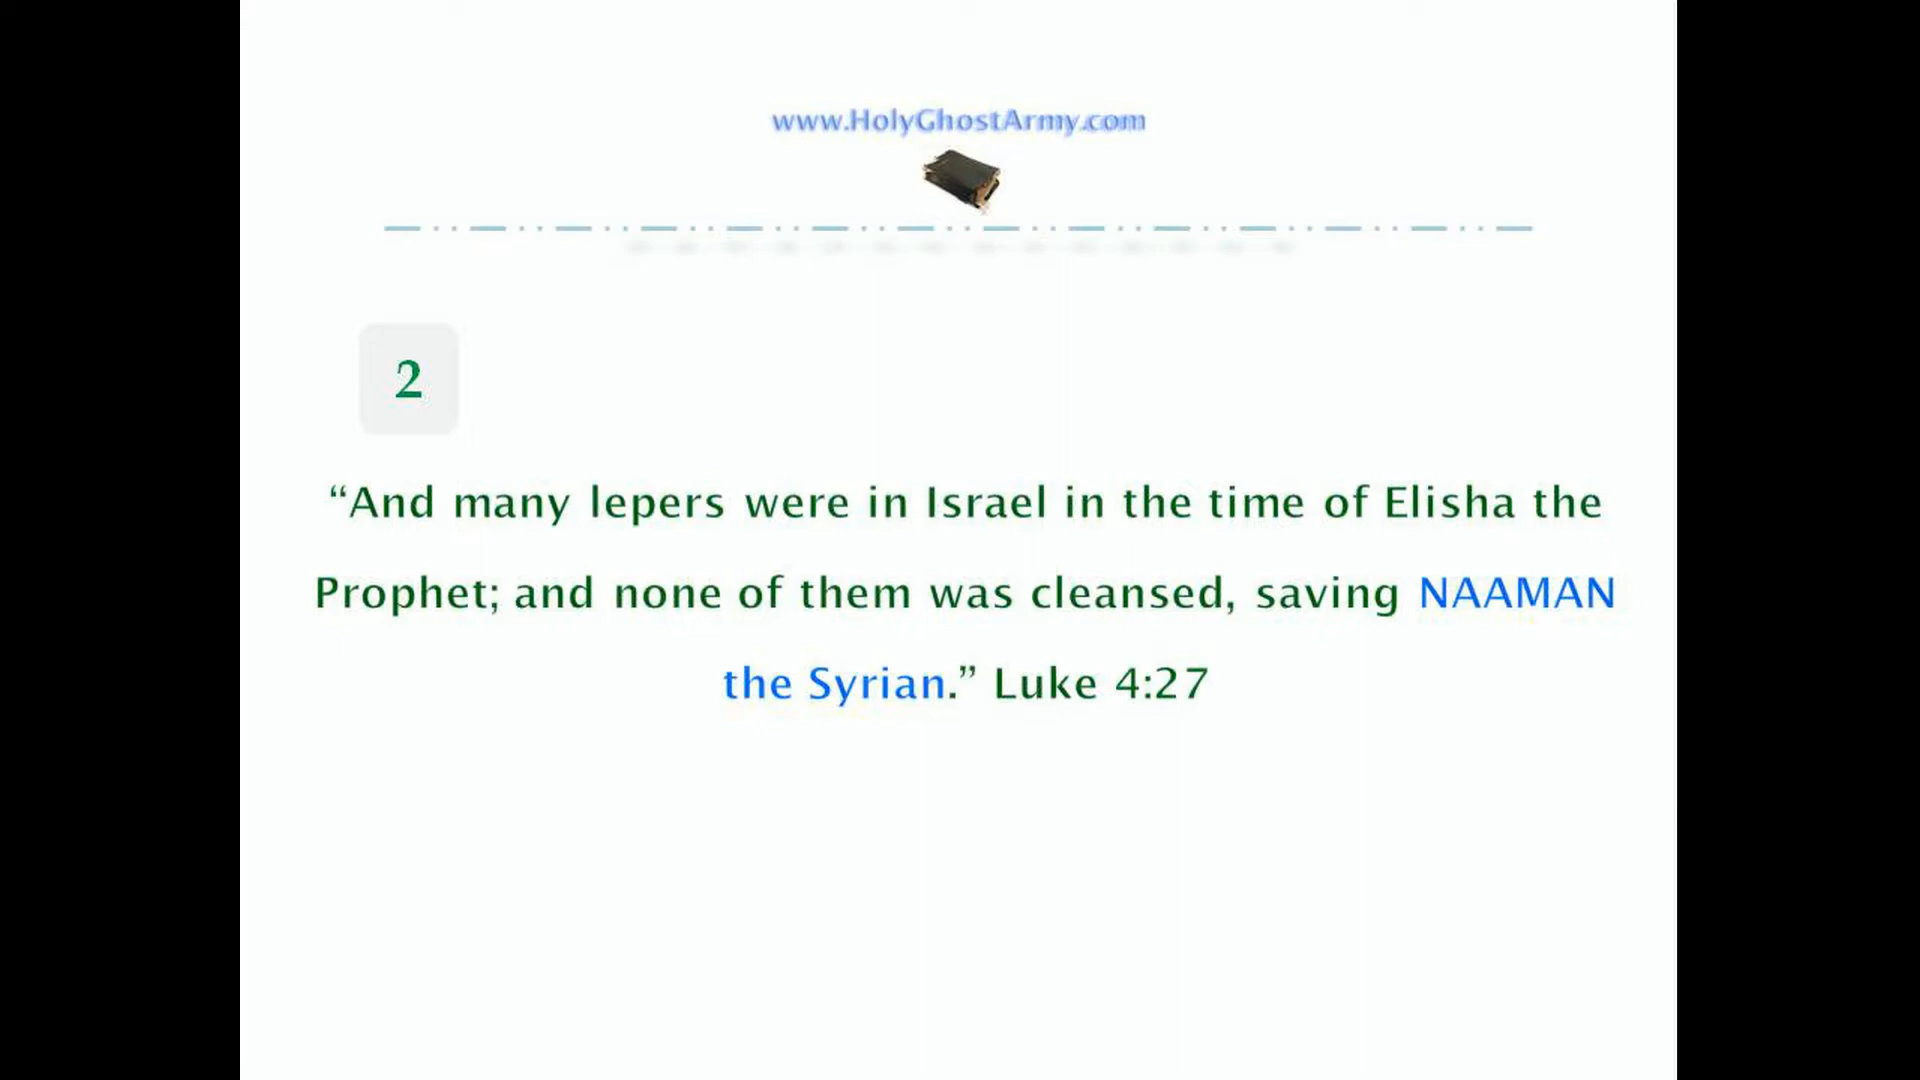 www.HolyGhostArmy.com
2
“And many lepers were in Israel in the time of Elisha the
Prophet; and none of them was cleansed, saving NAAMAN
the Syrian.” Luke 4:27